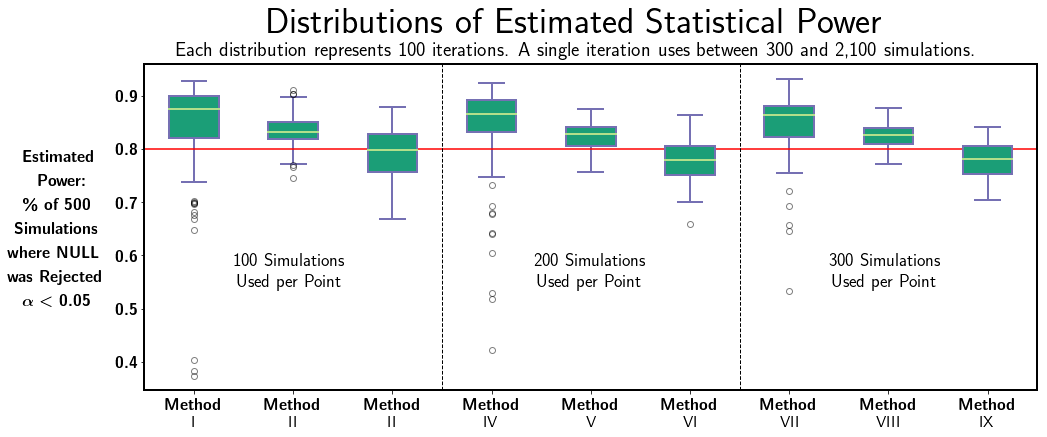 Distributions of Estimated Statistical Power
Each distribution represents 100 iterations. A single iteration uses between 300 and 2,100 simulations.
0.9
0.8
0.7
0.6
0.5
0.4
Estimated
Power:
% of 500
Simulations
where NULL
was Rejected
α < 0.05
100 Simulations
Used per Point
200 Simulations
Used per Point
300 Simulations
Used per Point
Method Method Method Method Method Method Method Method Method
I II II IV V VI VII VIII IX